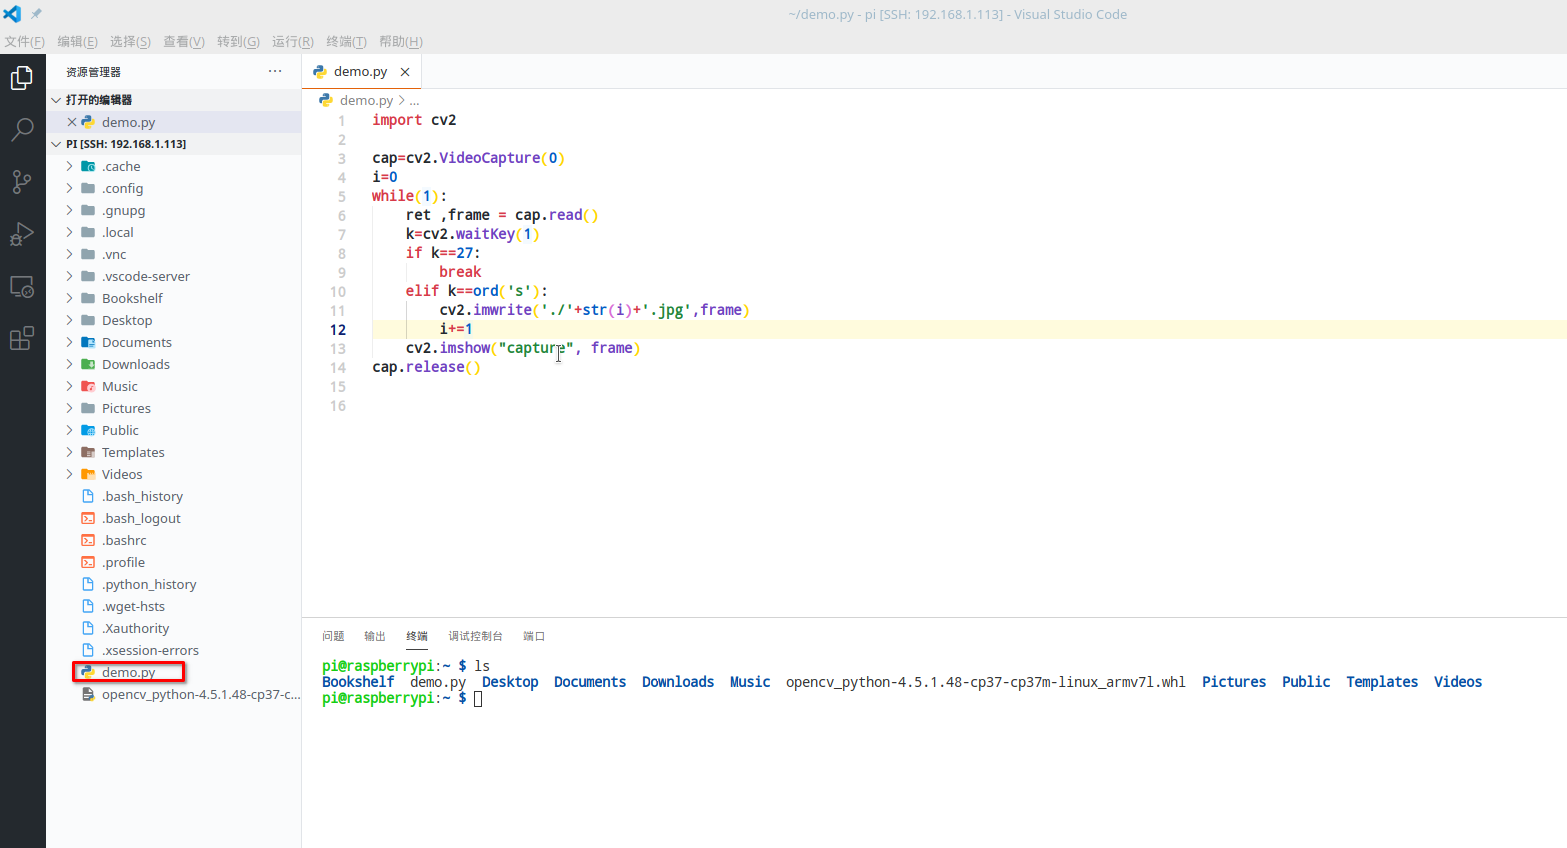 ~/demo.py - pi [SSH: 192.168.1.113] - Visual Studio Code
文件(F) 编辑(E) 选择(S) 查看(V) 转到(G) 运行(R) 终端(T) 帮助(H)
资源管理器 ···
打开的编辑器
demo.py
PI [SSH: 192.168.1.113]
.cache
.config
.gnupg
.local
.vnc
.vscode-server
Bookshelf
Desktop
Documents
Downloads
Music
Pictures
Public
Templates
Videos
.bash_history
.bash_logout
.bashrc
.profile
.python_history
.wget-hsts
.Xauthority
.xsession-errors
demo.py
opencv_python-4.5.1.48-cp37-c...
demo.py
demo.py > ...
1 import cv2
2
3 cap=cv2.VideoCapture(0)
4 i=0
5 while(1):
6     ret ,frame = cap.read()
7     k=cv2.waitKey(1)
8     if k==27:
9         break
10     elif k==ord('s'):
11         cv2.imwrite('./'+str(i)+'.jpg',frame)
12         i+=1
13     cv2.imshow("capture", frame)
14 cap.release()
15
16
问题 输出 终端 调试控制台 端口
pi@raspberrypi:~ $ ls
Bookshelf demo.py Desktop Documents Downloads Music opencv_python-4.5.1.48-cp37-cp37m-linux_armv7l.whl Pictures Public Templates Videos
pi@raspberrypi:~ $